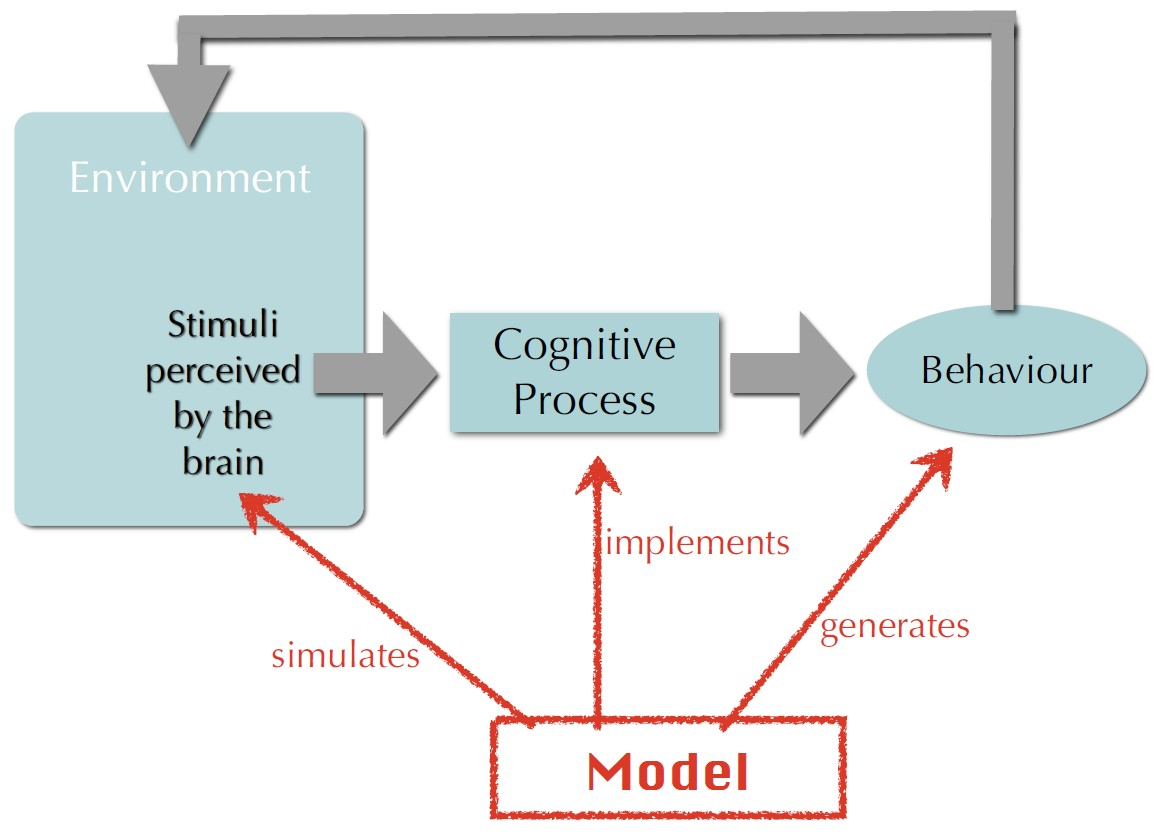 Environment
Stimuli
perceived
by the
brain
Cognitive
Process
Behaviour
implements
generates
simulates
Model